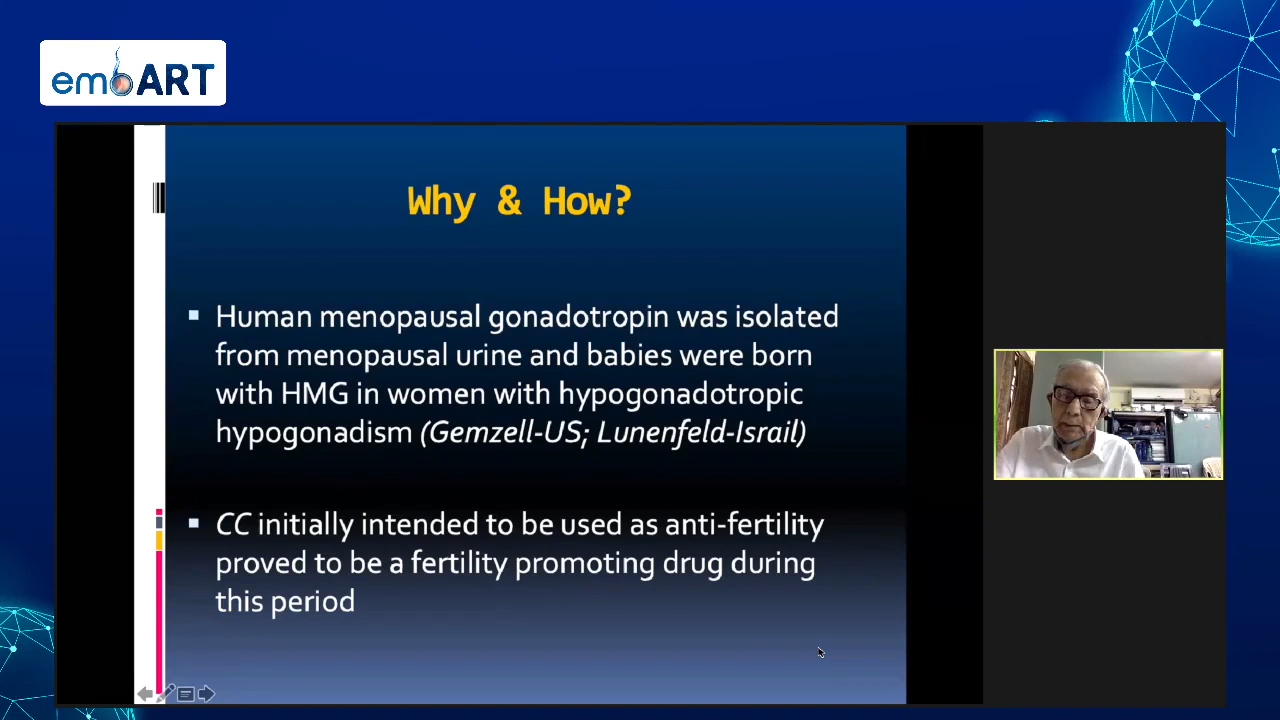 embART
Why & How?
Human menopausal gonadotropin was isolated
from menopausal urine and babies were born
with HMG in women with hypogonadotropic
hypogonadism (Gemzell-US; Lunenfeld-Israil)
CC initially intended to be used as anti-fertility
proved to be a fertility promoting drug during
this period